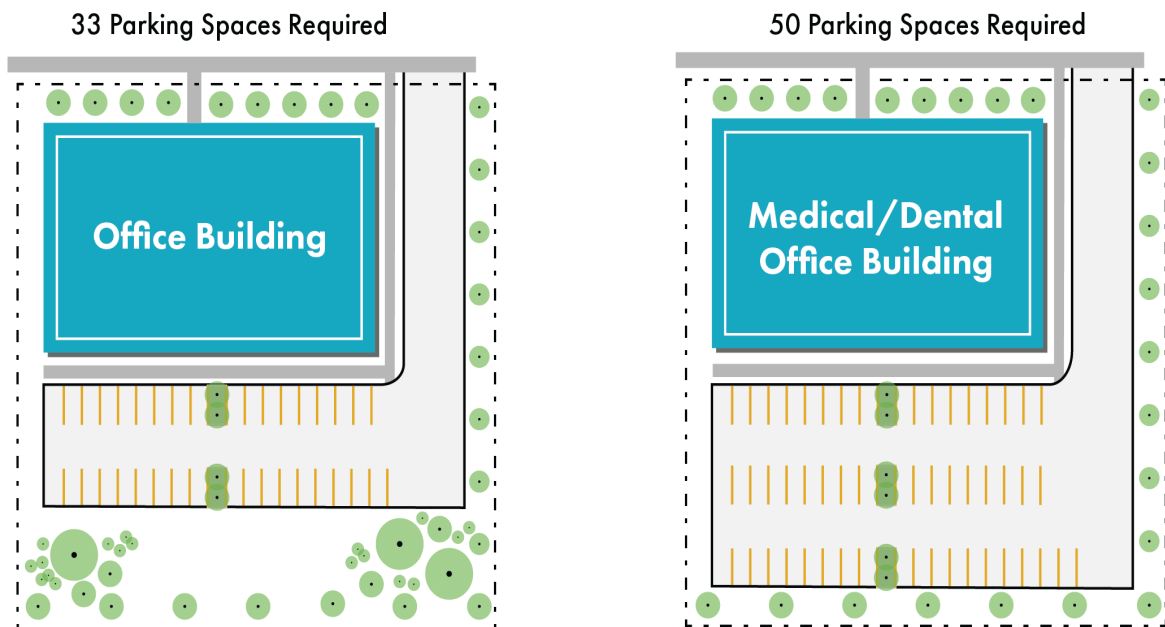 33 Parking Spaces Required
50 Parking Spaces Required
Office Building
Medical/Dental
Office Building